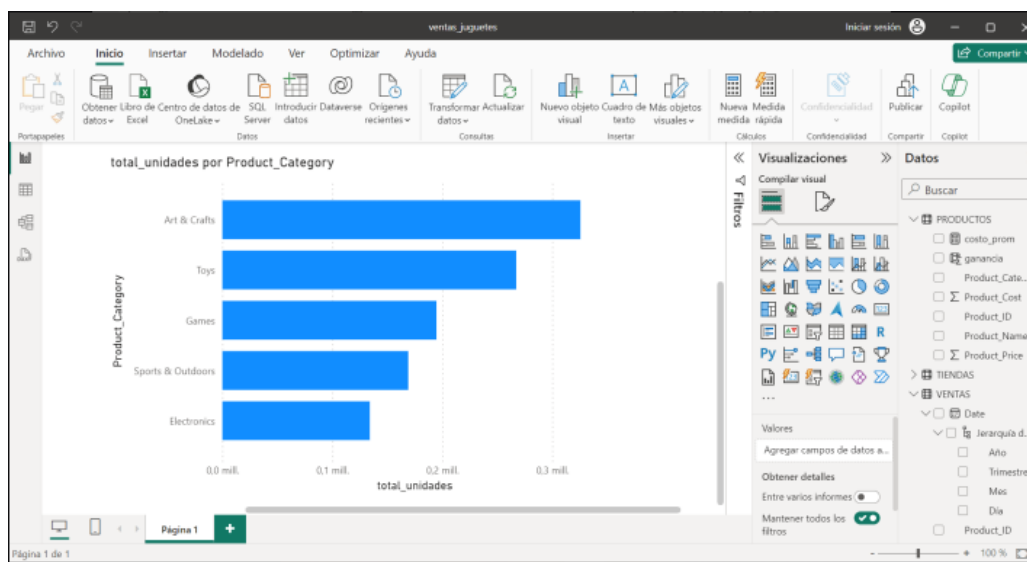 ventas_juguetes
Iniciar sesión
Archivo Inicio Insertar Modelado Ver Optimizar Ayuda
Compartir
Pegar
Obtener datos
Libro de Excel
Centro de datos de OneLake
SQL Server
Introducir datos
Dataverse
Orígenes recientes
Transformar datos
Actualizar
Nuevo objeto visual
Cuadro de texto
Más objetos visuales
Nueva medida
Medida rápida
Confidencialidad
Publicar
Copilot
Portapapeles
Datos
Consultas
Insertar
Cálculos
Confidencialidad
Compartir
Copilot
total_unidades por Product_Category
Product_Category
Art & Crafts
Toys
Games
Sports & Outdoors
Electronics
0,0 mill. 0,1 mill. 0,2 mill. 0,3 mill.
total_unidades
Filtros
Visualizaciones
Compilar visual
R
Py
...
Valores
Agregar campos de datos a...
Obtener detalles
Entre varios informes
Mantener todos los
filtros
Datos
Buscar
PRODUCTOS
costo_prom
ganancia
Product_Cate...
Product_Cost
Product_ID
Product_Name
Product_Price
TIENDAS
VENTAS
Date
Jerarquía d...
Año
Trimestre
Mes
Día
Product_ID
Página 1
Página 1 de 1
100 %